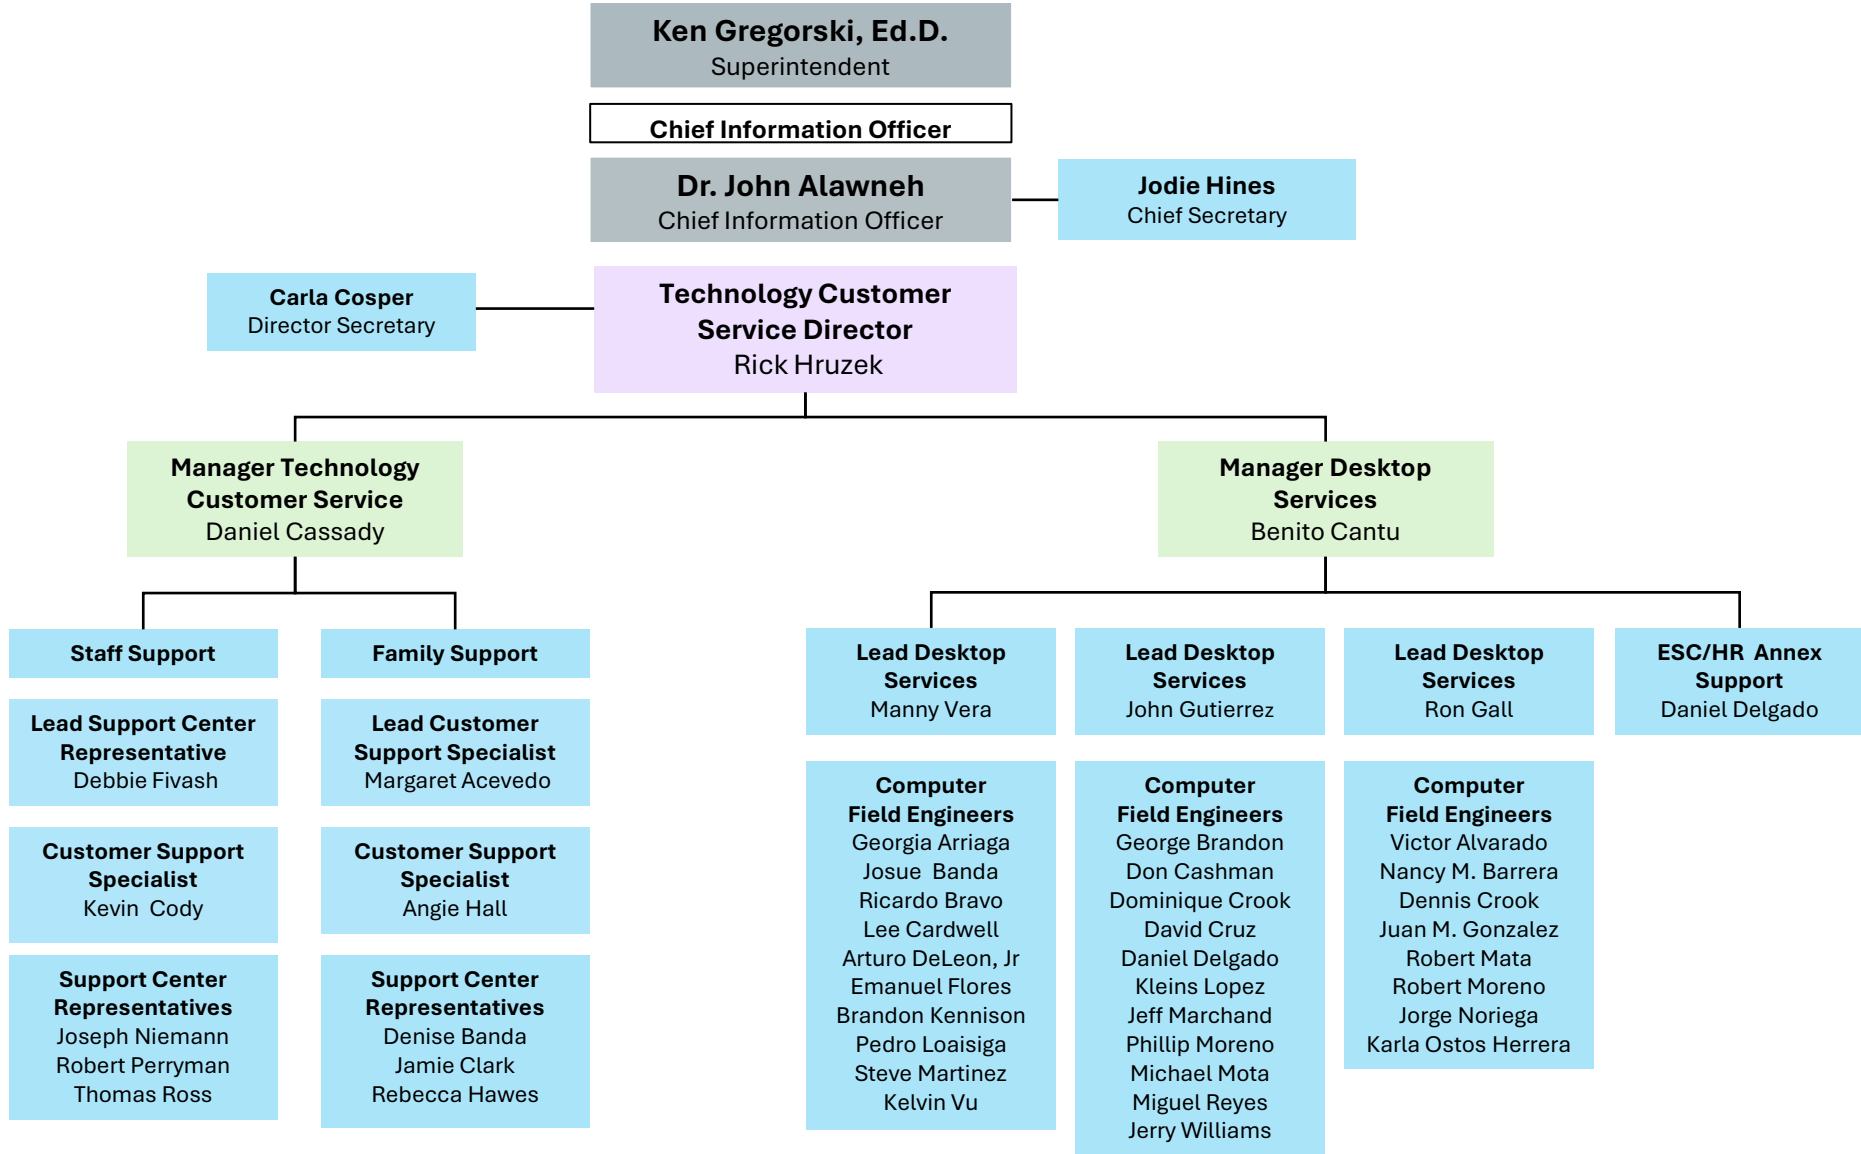 Ken Gregorski, Ed.D.
Superintendent
Chief Information Officer
Dr. John Alawneh
Chief Information Officer
Jodie Hines
Chief Secretary
Carla Cosper
Director Secretary
Technology Customer
Service Director
Rick Hruzek
Manager Technology
Customer Service
Daniel Cassady
Manager Desktop
Services
Benito Cantu
Staff Support
Lead Support Center
Representative
Debbie Fivash
Customer Support
Specialist
Kevin  Cody
Support Center
Representatives
Joseph Niemann
Robert Perryman
Thomas Ross
Family Support
Lead Customer
Support Specialist
Margaret Acevedo
Customer Support
Specialist
Angie Hall
Support Center
Representatives
Denise Banda
Jamie Clark
Rebecca Hawes
Lead Desktop
Services
Manny Vera
Computer
Field Engineers
Georgia Arriaga
Josue  Banda
Ricardo Bravo
Lee Cardwell
Arturo DeLeon, Jr
Emanuel Flores
Brandon Kennison
Pedro Loaisiga
Steve Martinez
Kelvin Vu
Lead Desktop
Services
John Gutierrez
Computer
Field Engineers
George Brandon
Don Cashman
Dominique Crook
David Cruz
Daniel Delgado
Kleins Lopez
Jeff Marchand
Phillip Moreno
Michael Mota
Miguel Reyes
Jerry Williams
Lead Desktop
Services
Ron Gall
Computer
Field Engineers
Victor Alvarado
Nancy M. Barrera
Dennis Crook
Juan M. Gonzalez
Robert Mata
Robert Moreno
Jorge Noriega
Karla Ostos Herrera
ESC/HR  Annex
Support
Daniel Delgado